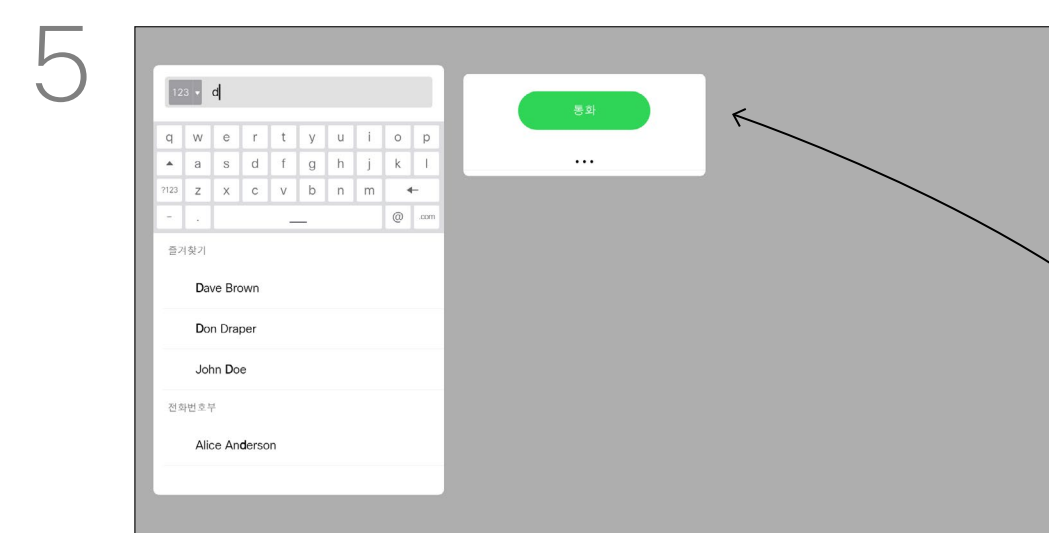 5
123 d
통화
q w e r t y u i o p
a s d f g h j k l
?123 z x c v b n m
- . @ .com
즐겨찾기
Dave Brown
Don Draper
John Doe
전화번호부
Alice Anderson